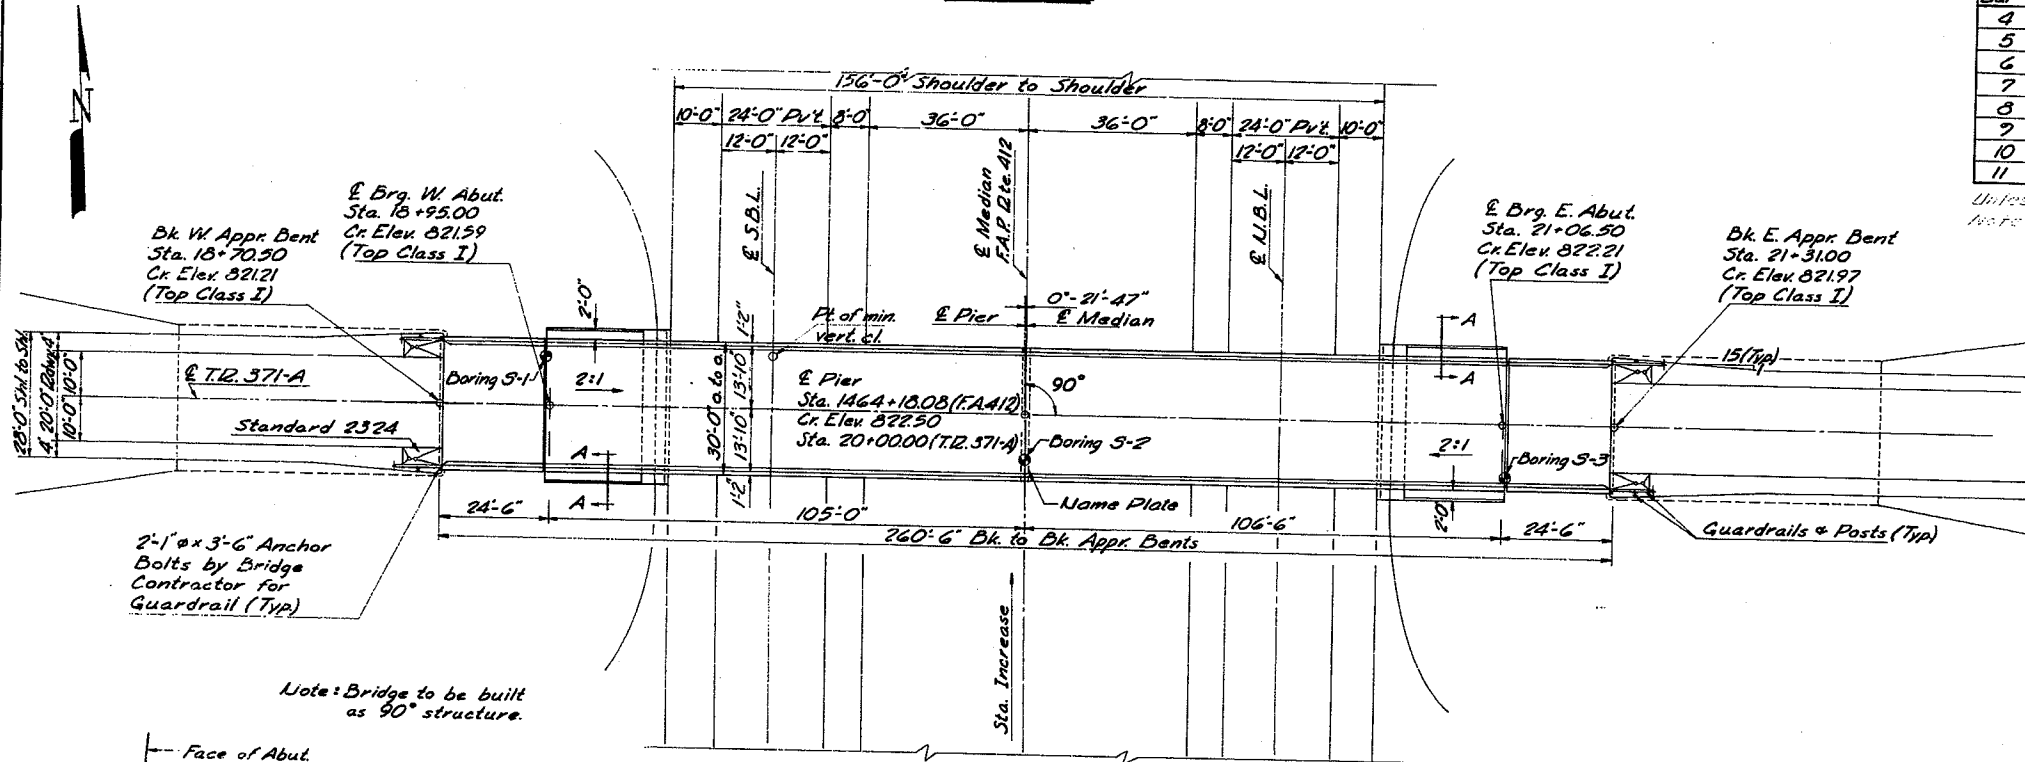 156'-0" Shoulder to Shoulder
10'-0" 24'-0" Pv't. 8'-0" 36'-0" 36'-0" 8'-0" 24'-0" Pv't. 10'-0"
12'-0" 12'-0" 12'-0" 12'-0"
N
℄ S.B.L.
℄ Median
F.A.P. Rte. 412
℄ N.B.L.
Bk. W. Appr. Bent
Sta. 18+70.50
Cr. Elev. 821.21
(Top Class I)
℄ Brg. W. Abut.
Sta. 18+95.00
Cr. Elev. 821.59
(Top Class I)
℄ Brg. E. Abut.
Sta. 21+06.50
Cr. Elev. 822.21
(Top Class I)
Bk. E. Appr. Bent
Sta. 21+31.00
Cr. Elev. 821.97
(Top Class I)
4
5
6
7
8
9
10
11
2'-0"
Pt. of min.
vert. cl.
0°-21'-47"
℄ Pier
℄ Median
A
A
15 (Typ)
28'-0" Shl to Shl
4' 20'-0" Rdwy. 4'
10'-0" 10'-0"
℄ T.R. 371-A
Standard 2324
Boring S-1
2:1
1'-2"
13'-10"
30'-0" o. to o.
13'-10"
1'-2"
℄ Pier
Sta. 1464+18.08 (F.A. 412)
Cr. Elev. 822.50
Sta. 20+00.00 (T.R. 371-A)
90°
Boring S-2
Name Plate
2:1
Boring S-3
A
A
24'-6" 105'-0" 106'-6" 2'-0" 24'-6"
260'-6" Bk. to Bk. Appr. Bents
Guardrails & Posts (Typ)
2-1"ø x 3'-6" Anchor
Bolts by Bridge
Contractor for
Guardrail (Typ)
Sta. Increase
Note: Bridge to be built
as 90° structure.
Face of Abut.